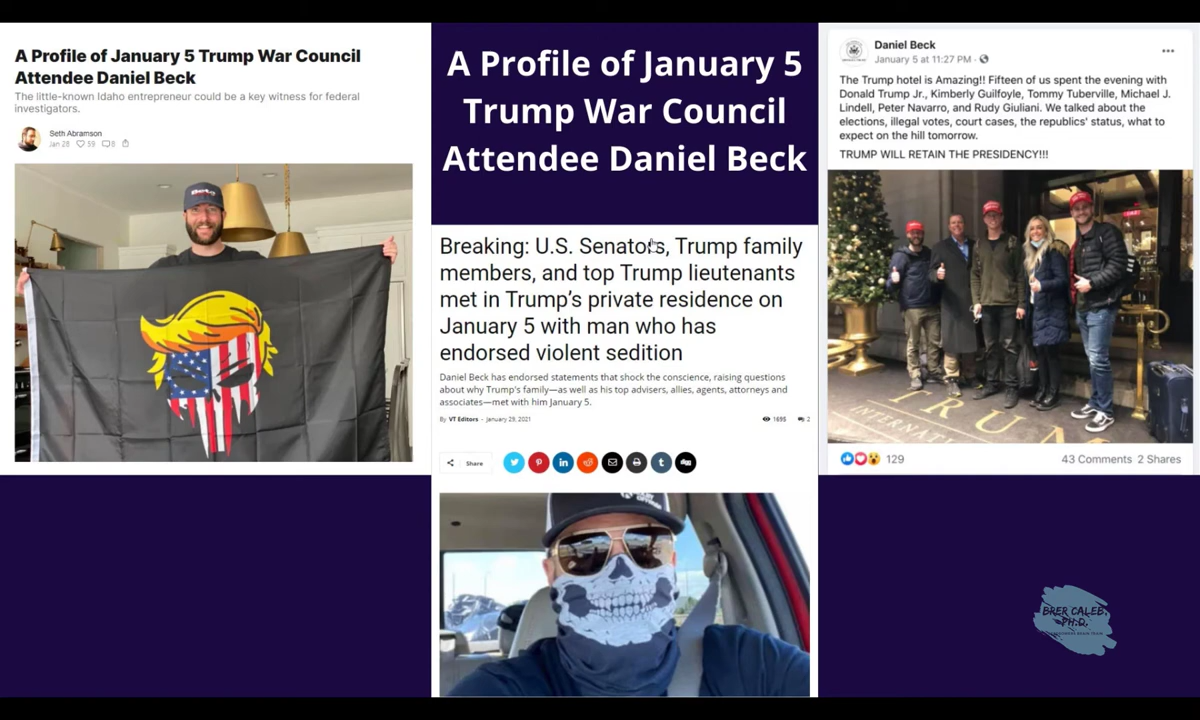 A Profile of January 5 Trump War Council
Attendee Daniel Beck
The little-known Idaho entrepreneur could be a key witness for federal
investigators.
Seth Abramson
Jan 28 59 8
A Profile of January 5
Trump War Council
Attendee Daniel Beck
Breaking: U.S. Senators, Trump family
members, and top Trump lieutenants
met in Trump’s private residence on
January 5 with man who has
endorsed violent sedition
Daniel Beck has endorsed statements that shock the conscience, raising questions
about why Trump’s family—as well as his top advisers, allies, agents, attorneys and
associates—met with him January 5.
By VT Editors - January 29, 2021 1695 2
Share
Daniel Beck
January 5 at 11:27 PM ·
The Trump hotel is Amazing!! Fifteen of us spent the evening with
Donald Trump Jr., Kimberly Guilfoyle, Tommy Tuberville, Michael J.
Lindell, Peter Navarro, and Rudy Giuliani. We talked about the
elections, illegal votes, court cases, the republics' status, what to
expect on the hill tomorrow.
TRUMP WILL RETAIN THE PRESIDENCY!!!
TRUM
INTERNATI
129 43 Comments 2 Shares
BRER CALEB,
PH.D.